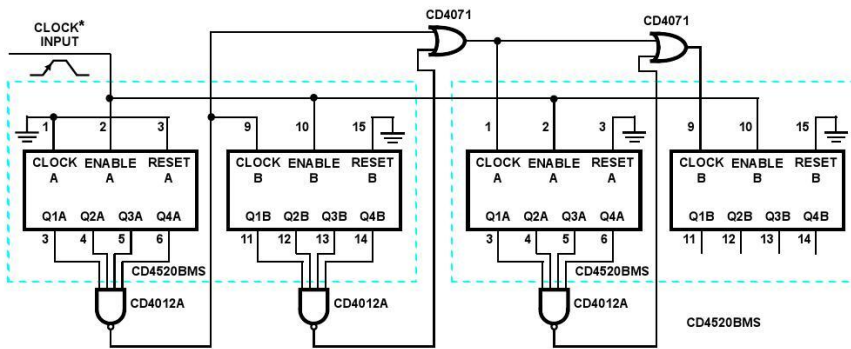 CD4071
CD4071
CLOCK*
INPUT
1 2 3 9 10 15 1 2 3 9 10 15
CLOCK ENABLE RESET CLOCK ENABLE RESET CLOCK ENABLE RESET CLOCK ENABLE RESET
A A A B B B A A A B B B
Q1A Q2A Q3A Q4A Q1B Q2B Q3B Q4B Q1A Q2A Q3A Q4A Q1B Q2B Q3B Q4B
3 4 5 6 11 12 13 14 3 4 5 6 11 12 13 14
CD4520BMS CD4520BMS
CD4012A CD4012A CD4012A
CD4520BMS